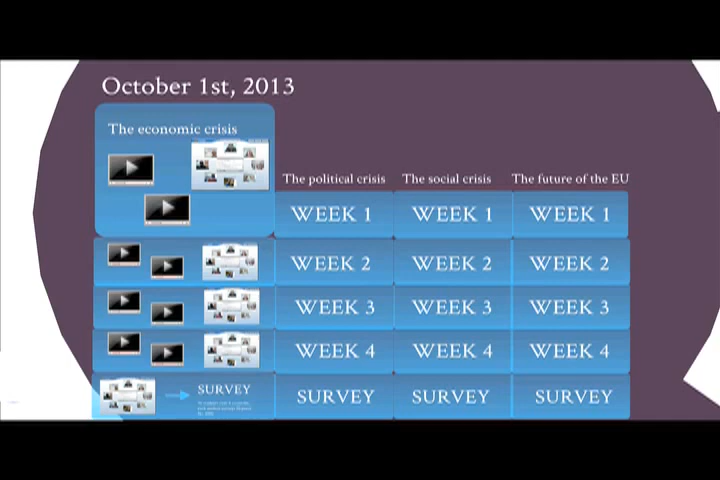 October 1st, 2013
The economic crisis
The political crisis The social crisis The future of the EU
WEEK 1 WEEK 1 WEEK 1
WEEK 2 WEEK 2 WEEK 2
WEEK 3 WEEK 3 WEEK 3
WEEK 4 WEEK 4 WEEK 4
SURVEY SURVEY SURVEY SURVEY